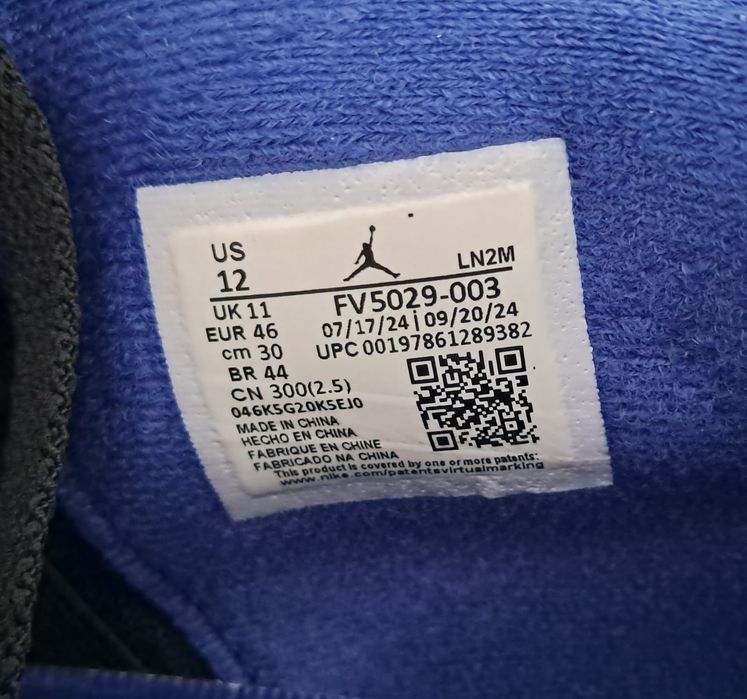 US
12
LN2M
UK 11
EUR 46
cm 30
BR 44
CN 300(2.5)
046K5G20K5EJ0
FV5029-003
07/17/24 | 09/20/24
UPC 00197861289382
MADE IN CHINA
HECHO EN CHINA
FABRIQUE EN CHINE
FABRICADO NA CHINA
This product is covered by one or more patents:
www.nike.com/patentsvirtualmarking